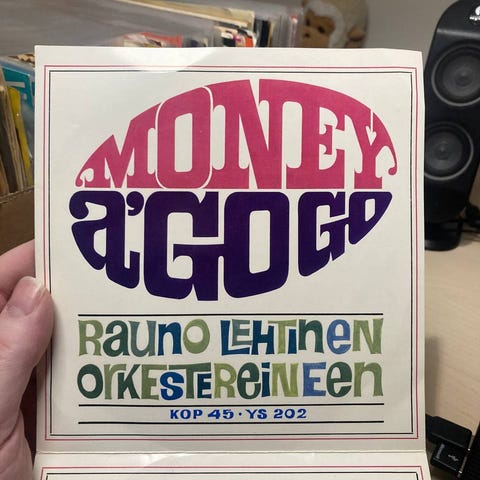 MONEY
a'GO GO
RAUNO LEHTINEN
ORKESTEREINEEN
KOP 45 · YS 202